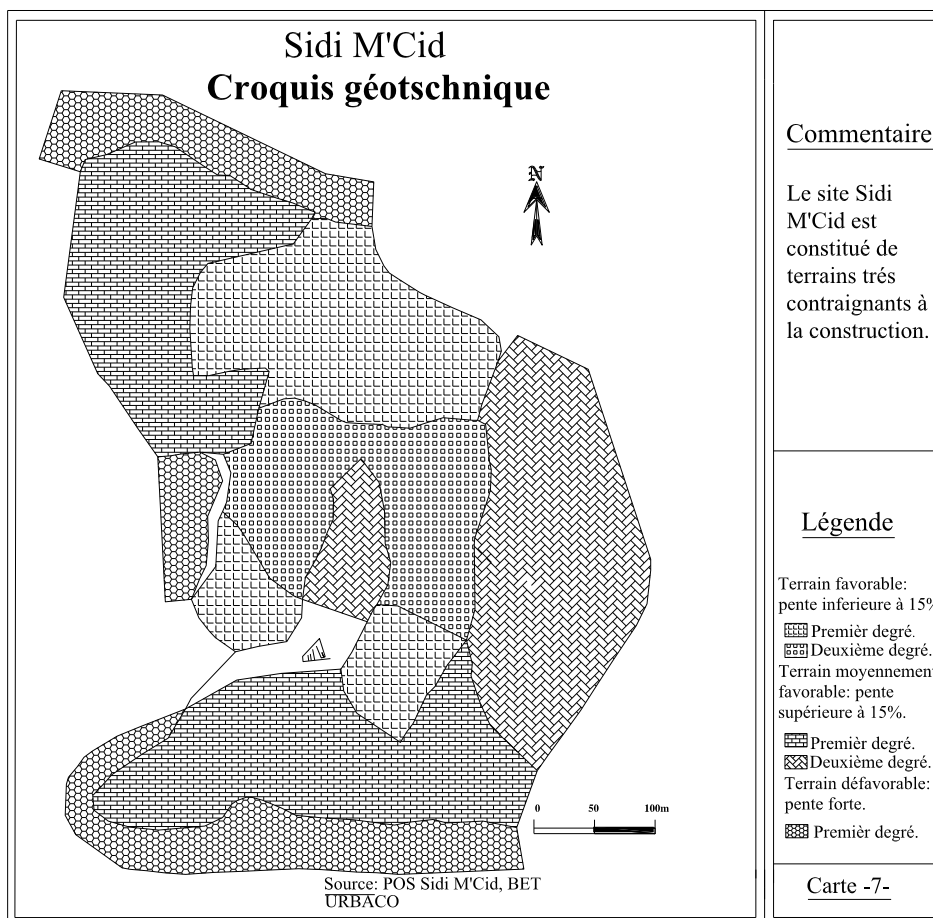 Sidi M'Cid
Croquis géotschnique
N
0 50 100m
Source: POS Sidi M'Cid, BET
URBACO
Commentaire
Le site Sidi
M'Cid est
constitué de
terrains trés
contraignants à
la construction.
Légende
Terrain favorable:
pente inferieure à 15%
Premièr degré.
Deuxième degré.
Terrain moyennement
favorable: pente
supérieure à 15%.
Premièr degré.
Deuxième degré.
Terrain défavorable:
pente forte.
Premièr degré.
Carte -7-